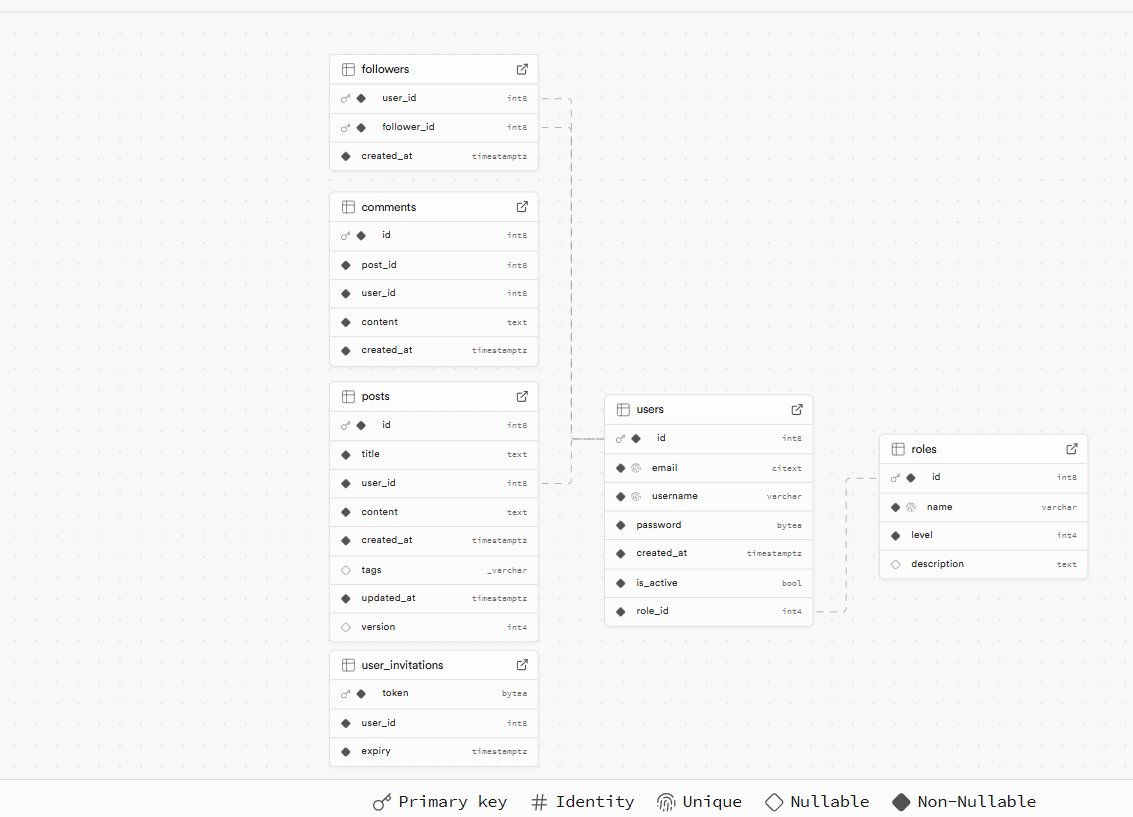 followers
user_id int8
follower_id int8
created_at timestamptz
comments
id int8
post_id int8
user_id int8
content text
created_at timestamptz
posts
id int8
title text
user_id int8
content text
created_at timestamptz
tags _varchar
updated_at timestamptz
version int4
user_invitations
token bytea
user_id int8
expiry timestamptz
users
id int8
email citext
username varchar
password bytea
created_at timestamptz
is_active bool
role_id int4
roles
id int8
name varchar
level int4
description text
Primary key Identity Unique Nullable Non-Nullable